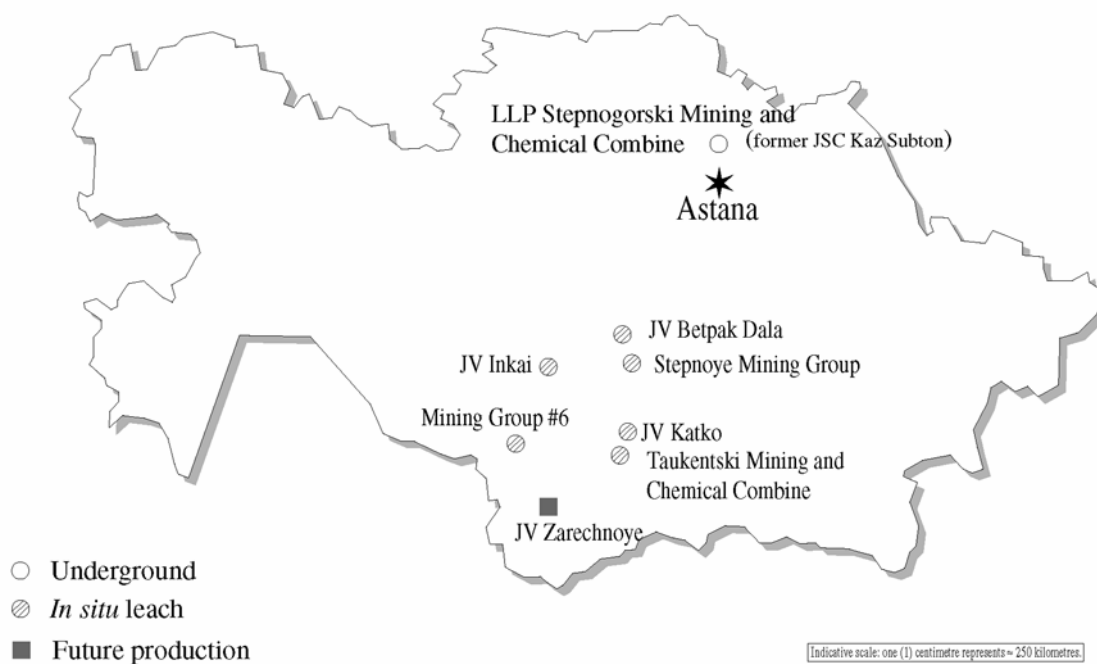 LLP Stepnogorski Mining and
Chemical Combine
(former JSC Kaz Subton)
Astana
JV Betpak Dala
JV Inkai
Stepnoye Mining Group
Mining Group #6
JV Katko
Taukentski Mining and
Chemical Combine
JV Zarechnoye
Underground
In situ leach
Future production
Indicative scale: one (1) centimetre represents ≈ 250 kilometres.